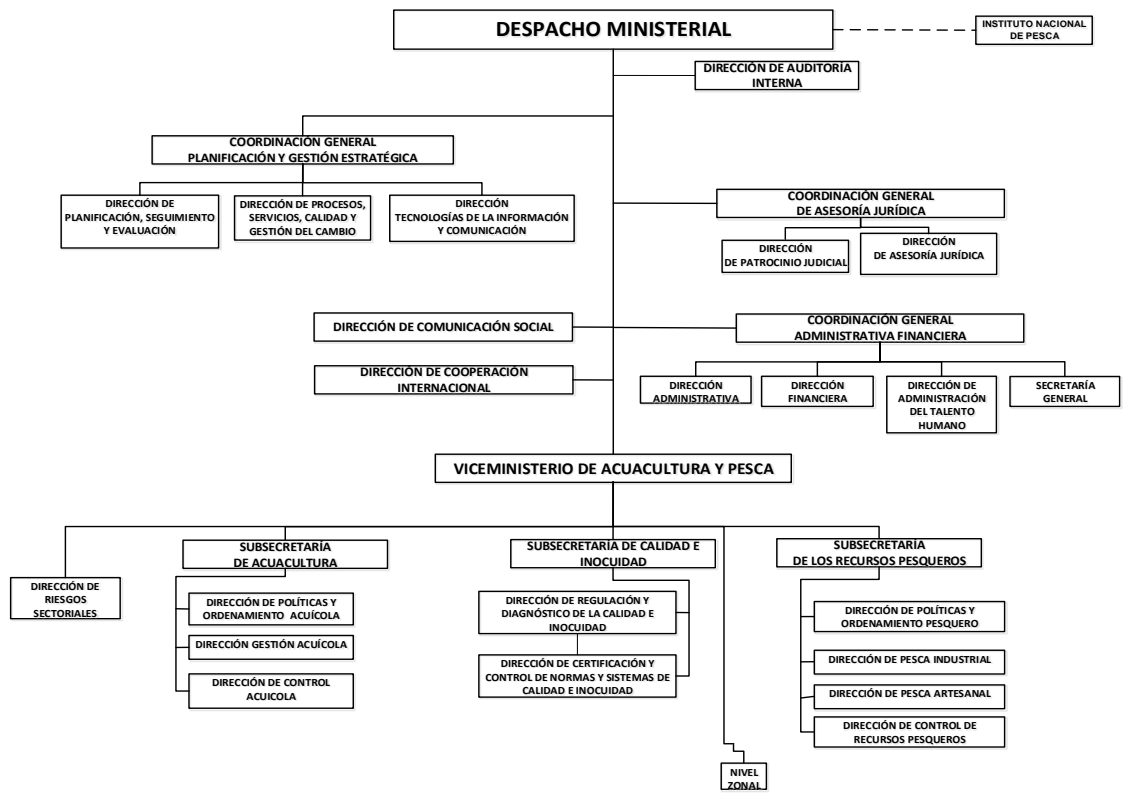 DESPACHO MINISTERIAL
INSTITUTO NACIONAL
DE PESCA
DIRECCIÓN DE AUDITORÍA
INTERNA
COORDINACIÓN GENERAL
PLANIFICACIÓN Y GESTIÓN ESTRATÉGICA
DIRECCIÓN DE
PLANIFICACIÓN, SEGUIMIENTO
Y EVALUACIÓN
DIRECCIÓN DE PROCESOS,
SERVICIOS, CALIDAD Y
GESTIÓN DEL CAMBIO
DIRECCIÓN
TECNOLOGÍAS DE LA INFORMACIÓN
Y COMUNICACIÓN
COORDINACIÓN GENERAL
DE ASESORÍA JURÍDICA
DIRECCIÓN
DE PATROCINIO JUDICIAL
DIRECCIÓN
DE ASESORÍA JURÍDICA
DIRECCIÓN DE COMUNICACIÓN SOCIAL
COORDINACIÓN GENERAL
ADMINISTRATIVA FINANCIERA
DIRECCIÓN DE COOPERACIÓN
INTERNACIONAL
DIRECCIÓN
ADMINISTRATIVA
DIRECCIÓN
FINANCIERA
DIRECCIÓN DE
ADMINISTRACIÓN
DEL TALENTO
HUMANO
SECRETARÍA
GENERAL
VICEMINISTERIO DE ACUACULTURA Y PESCA
DIRECCIÓN DE
RIESGOS
SECTORIALES
SUBSECRETARÍA
DE ACUACULTURA
DIRECCIÓN DE POLÍTICAS Y
ORDENAMIENTO ACUÍCOLA
DIRECCIÓN GESTIÓN ACUÍCOLA
DIRECCIÓN DE CONTROL
ACUICOLA
SUBSECRETARÍA DE CALIDAD E
INOCUIDAD
DIRECCIÓN DE REGULACIÓN Y
DIAGNÓSTICO DE LA CALIDAD E
INOCUIDAD
DIRECCIÓN DE CERTIFICACIÓN Y
CONTROL DE NORMAS Y SISTEMAS DE
CALIDAD E INOCUIDAD
SUBSECRETARÍA
DE LOS RECURSOS PESQUEROS
DIRECCIÓN DE POLÍTICAS Y
ORDENAMIENTO PESQUERO
DIRECCIÓN DE PESCA INDUSTRIAL
DIRECCIÓN DE PESCA ARTESANAL
DIRECCIÓN DE CONTROL DE
RECURSOS PESQUEROS
NIVEL
ZONAL